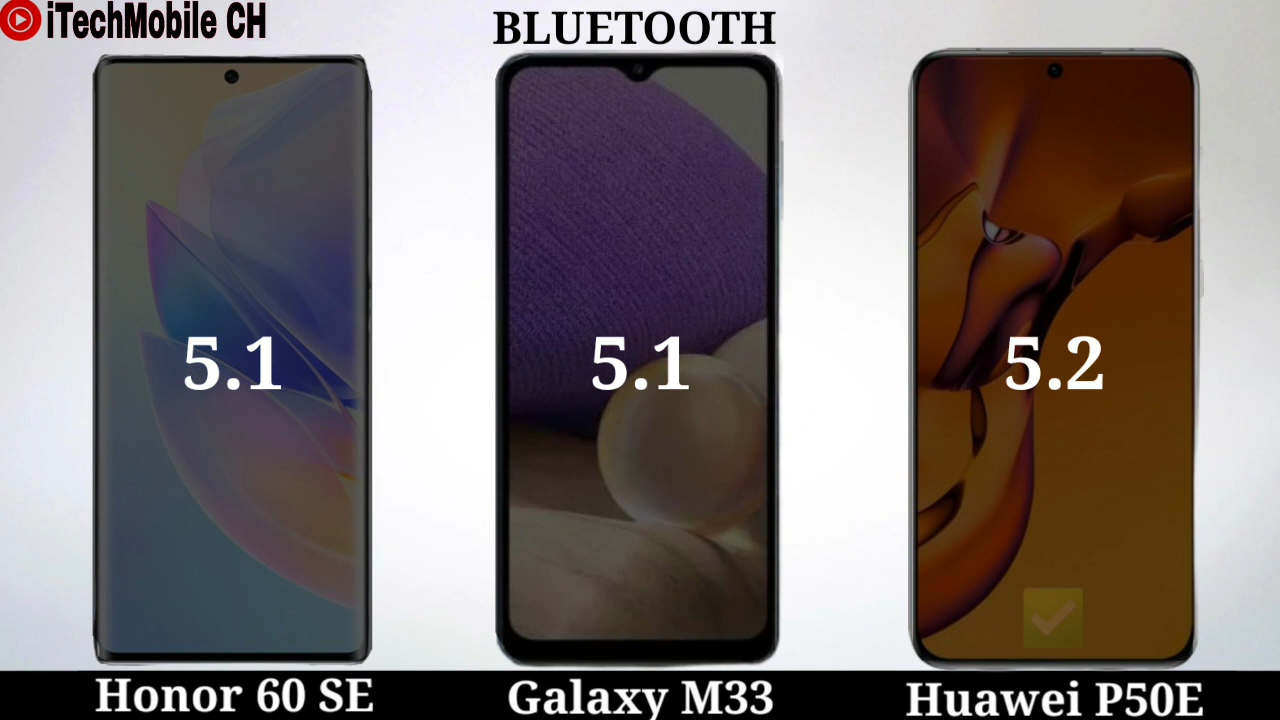 iTechMobile CH
BLUETOOTH
5.1
5.1
5.2
Honor 60 SE
Galaxy M33
Huawei P50E